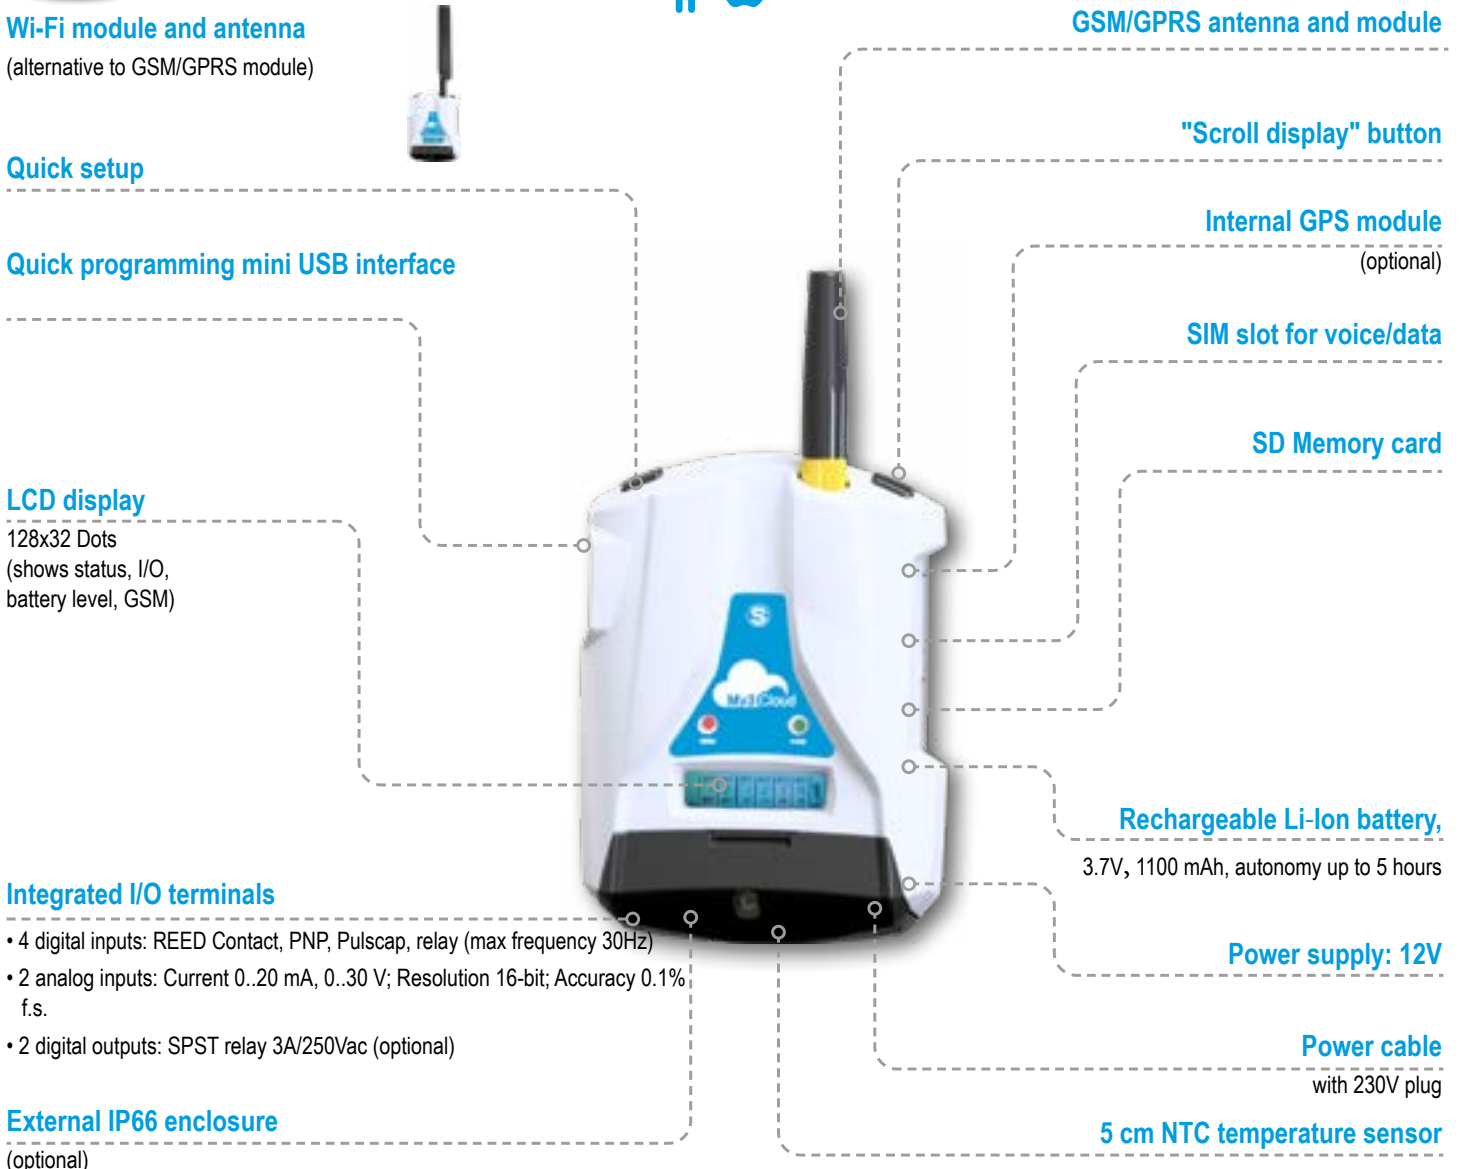 Wi-Fi module and antenna
(alternative to GSM/GPRS module)
Quick setup
Quick programming mini USB interface
LCD display
128x32 Dots
(shows status, I/O,
battery level, GSM)
Integrated I/O terminals
• 4 digital inputs: REED Contact, PNP, Pulscap, relay (max frequency 30Hz)
• 2 analog inputs: Current 0..20 mA, 0..30 V; Resolution 16-bit; Accuracy 0.1%
f.s.
• 2 digital outputs: SPST relay 3A/250Vac (optional)
External IP66 enclosure
(optional)
GSM/GPRS antenna and module
"Scroll display" button
Internal GPS module
(optional)
SIM slot for voice/data
SD Memory card
Rechargeable Li-Ion battery,
3.7V, 1100 mAh, autonomy up to 5 hours
Power supply: 12V
Power cable
with 230V plug
5 cm NTC temperature sensor
S